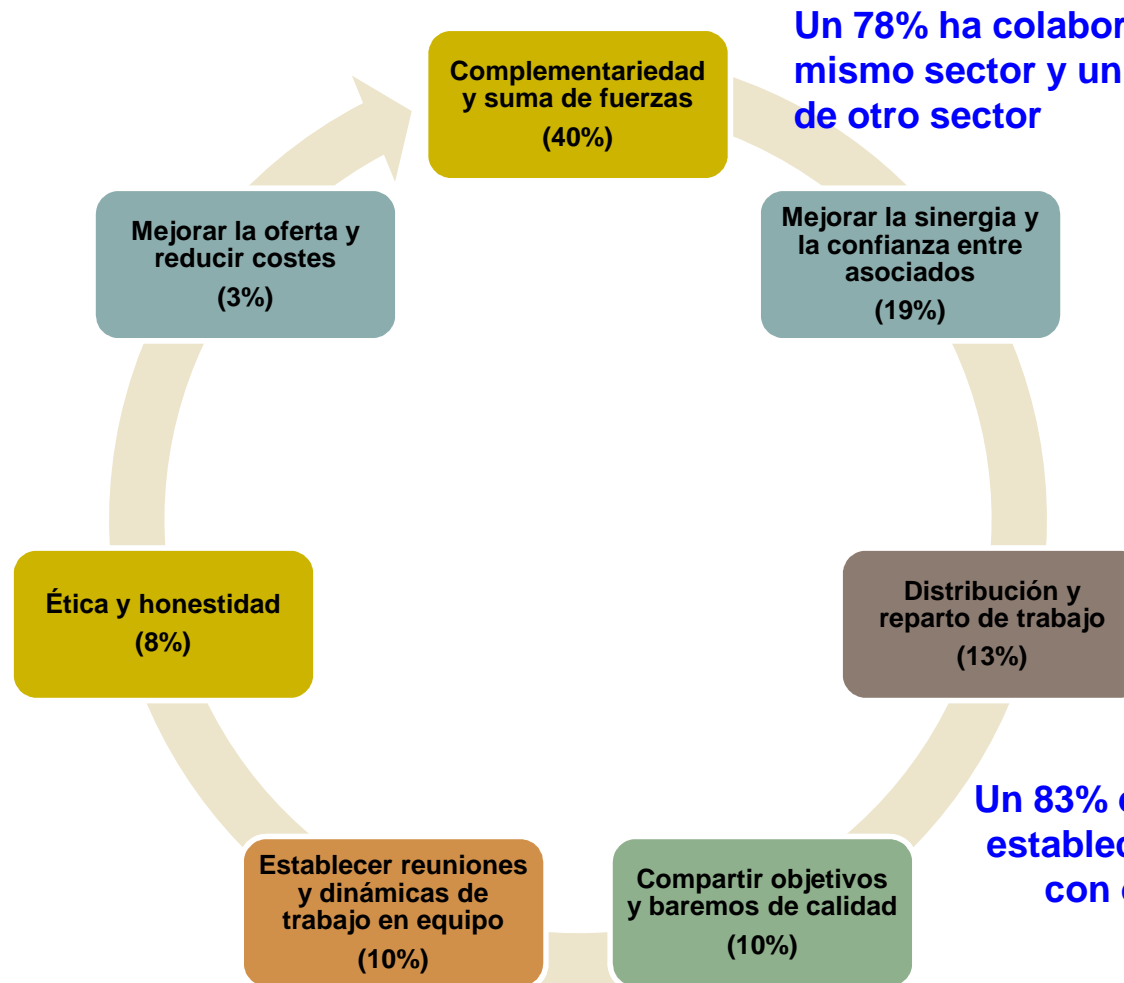 Un 78% ha colabor
mismo sector y un
de otro sector
Complementariedad
y suma de fuerzas
(40%)
Mejorar la sinergia y
la confianza entre
asociados
(19%)
Distribución y
reparto de trabajo
(13%)
Un 83%
establec
con
Compartir objetivos
y baremos de calidad
(10%)
Establecer reuniones
y dinámicas de
trabajo en equipo
(10%)
Ética y honestidad
(8%)
Mejorar la oferta y
reducir costes
(3%)